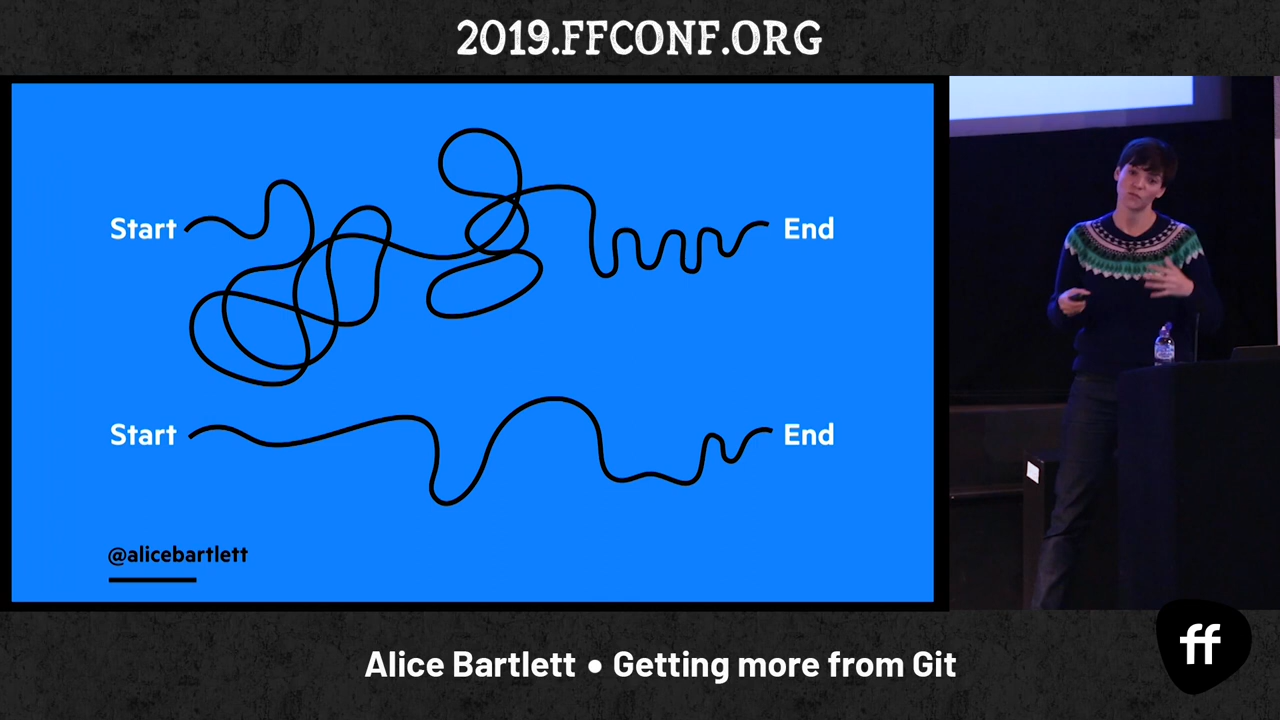 2019.FFCONF.ORG
Start
End
Start
End
@alicebartlett
ff
Alice Bartlett • Getting more from Git